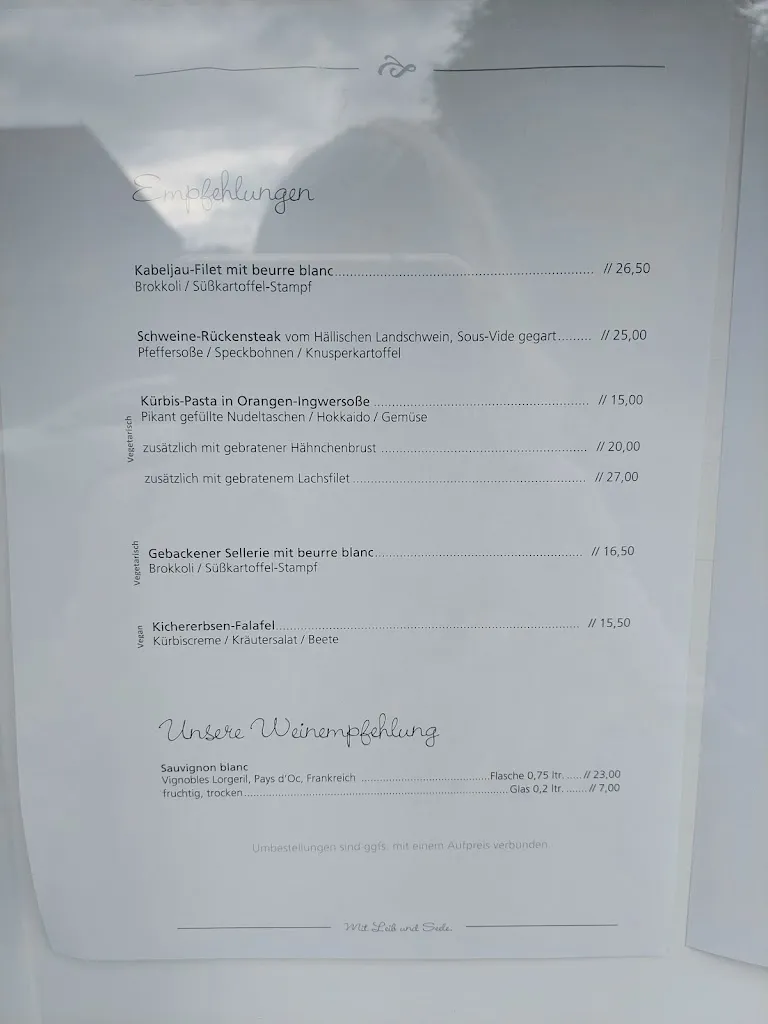 Empfehlungen
Kabeljau-Filet mit beurre blanc // 26,50
Brokkoli / Süßkartoffel-Stampf
Schweine-Rückensteak vom Hällischen Landschwein, Sous-Vide gegart // 25,00
Pfeffersoße / Speckbohnen / Knusperkartoffel
Vegetarisch
Kürbis-Pasta in Orangen-Ingwersoße // 15,00
Pikant gefüllte Nudeltaschen / Hokkaido / Gemüse
zusätzlich mit gebratener Hähnchenbrust // 20,00
zusätzlich mit gebratenem Lachsfilet // 27,00
Vegetarisch
Gebackener Sellerie mit beurre blanc // 16,50
Brokkoli / Süßkartoffel-Stampf
Vegan
Kichererbsen-Falafel // 15,50
Kürbiscreme / Kräutersalat / Beete
Unsere Weinempfehlung
Sauvignon blanc
Vignobles Lorgeril, Pays d'Oc, Frankreich Flasche 0,75 ltr. // 23,00
fruchtig, trocken Glas 0,2 ltr. // 7,00
Umbestellungen sind ggfs. mit einem Aufpreis verbunden
Mit Leib und Seele